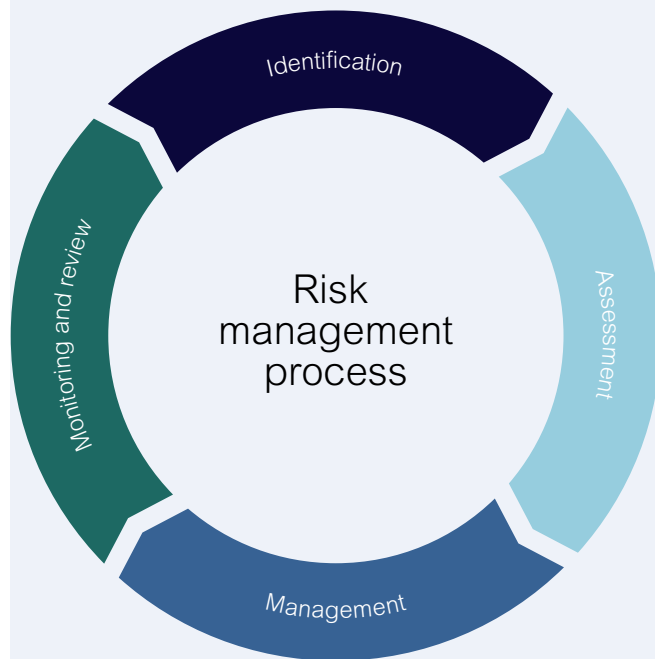 Identification
Assessment
Risk
management
process
Monitoring and review
Management